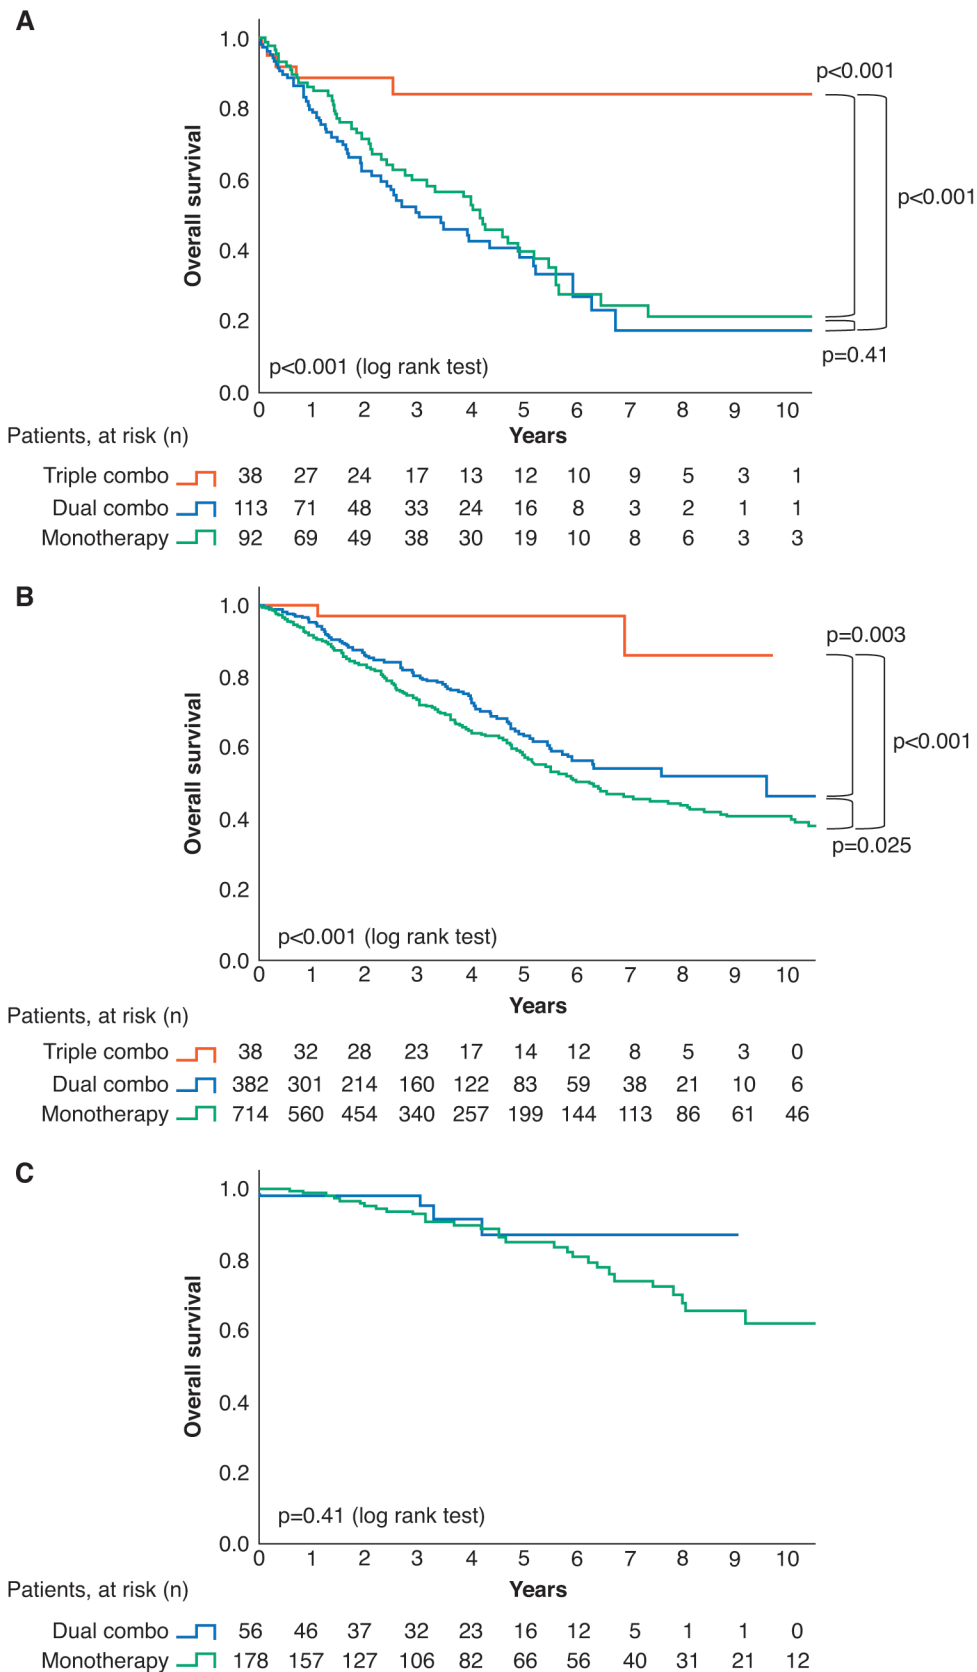 A
1.0
0.8
0.6
0.4
0.2
0.0
Overall survival
p<0.001
p<0.001
p=0.41
p<0.001 (log rank test)
0 1 2 3 4 5 6 7 8 9 10
Patients, at risk (n)
Years
Triple combo 38 27 24 17 13 12 10 9 5 3 1
Dual combo 113 71 48 33 24 16 8 3 2 1 1
Monotherapy 92 69 49 38 30 19 10 8 6 3 3
B
1.0
0.8
0.6
0.4
0.2
0.0
Overall survival
p=0.003
p<0.001
p=0.025
p<0.001 (log rank test)
0 1 2 3 4 5 6 7 8 9 10
Years
Patients, at risk (n)
Triple combo 38 32 28 23 17 14 12 8 5 3 0
Dual combo 382 301 214 160 122 83 59 38 21 10 6
Monotherapy 714 560 454 340 257 199 144 113 86 61 46
C
1.0
0.8
0.6
0.4
0.2
0.0
Overall survival
p=0.41 (log rank test)
0 1 2 3 4 5 6 7 8 9 10
Patients, at risk (n)
Years
Dual combo 56 46 37 32 23 16 12 5 1 1 0
Monotherapy 178 157 127 106 82 66 56 40 31 21 12